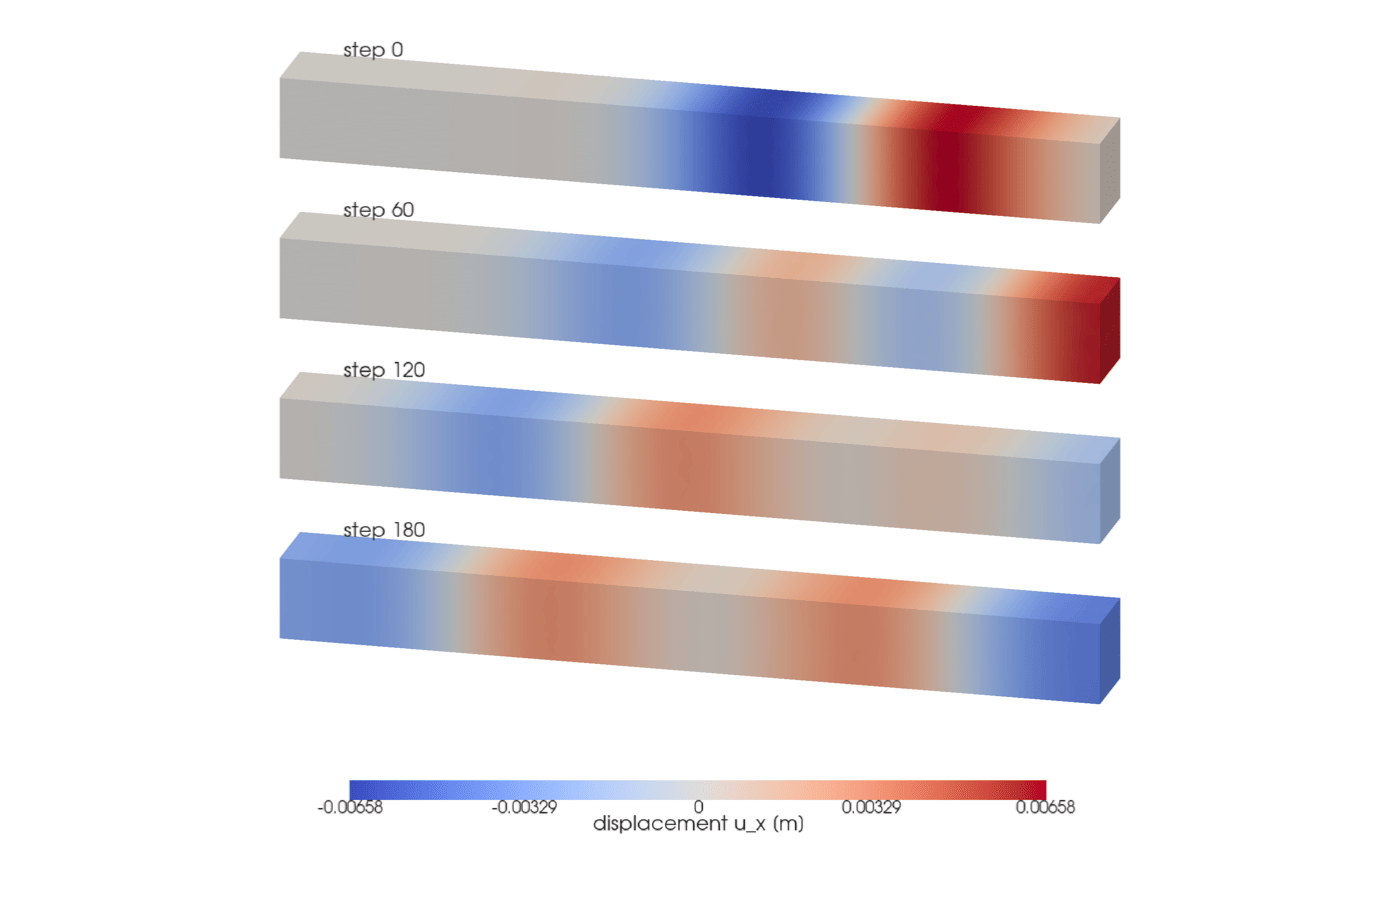 step 0
step 60
step 120
step 180
-0.00658 -0.00329 0 0.00329 0.00658
displacement u_x (m)